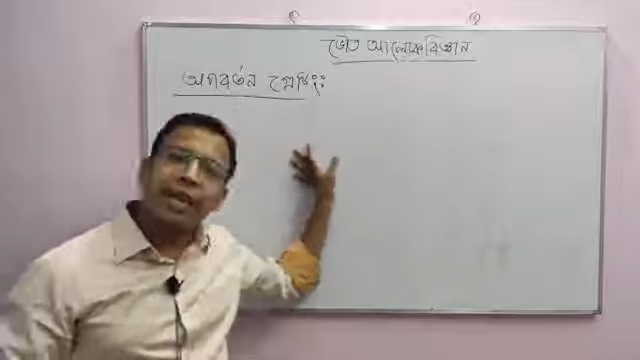 ভৌত আলোকবিজ্ঞান
অপবর্তন গ্রেটিংঃ